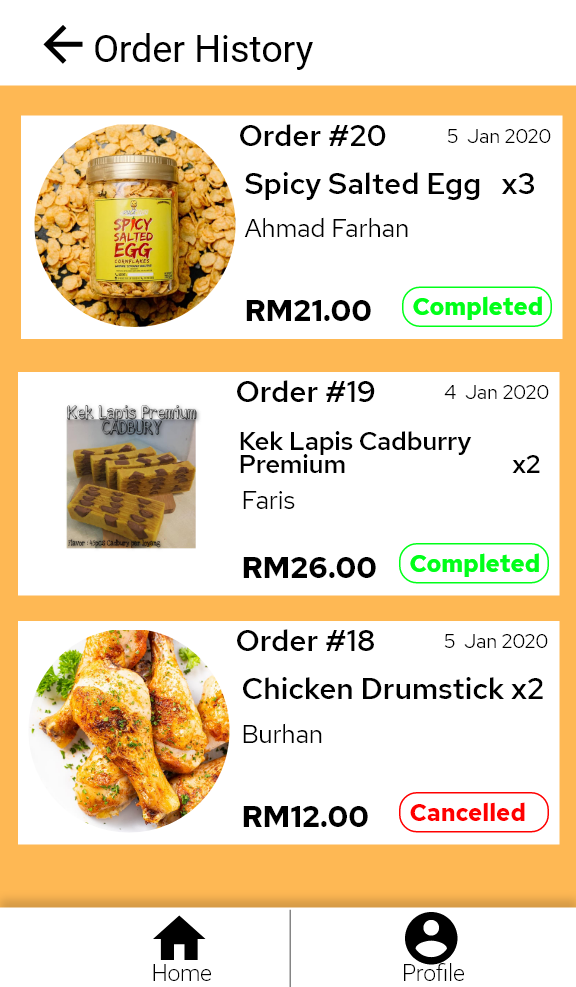 Order History
Order #20
5 Jan 2020
Spicy Salted Egg x3
Ahmad Farhan
RM21.00
Completed
SPICY
SALTED
EGG
CORNFLAKES
Order #19
4 Jan 2020
Kek Lapis Cadburry
Premium x2
Faris
RM26.00
Completed
Kek Lapis Premium
CADBURY
Order #18
5 Jan 2020
Chicken Drumstick x2
Burhan
RM12.00
Cancelled
Home
Profile